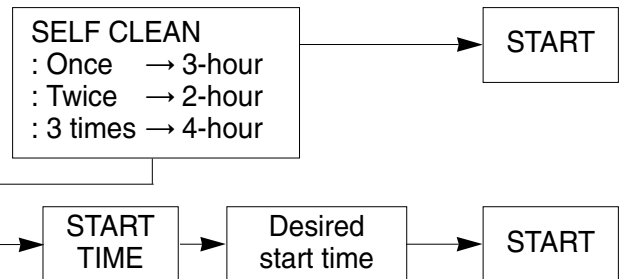 SELF CLEAN
: Once → 3-hour
: Twice → 2-hour
: 3 times → 4-hour
START
START
TIME
Desired
start time
START